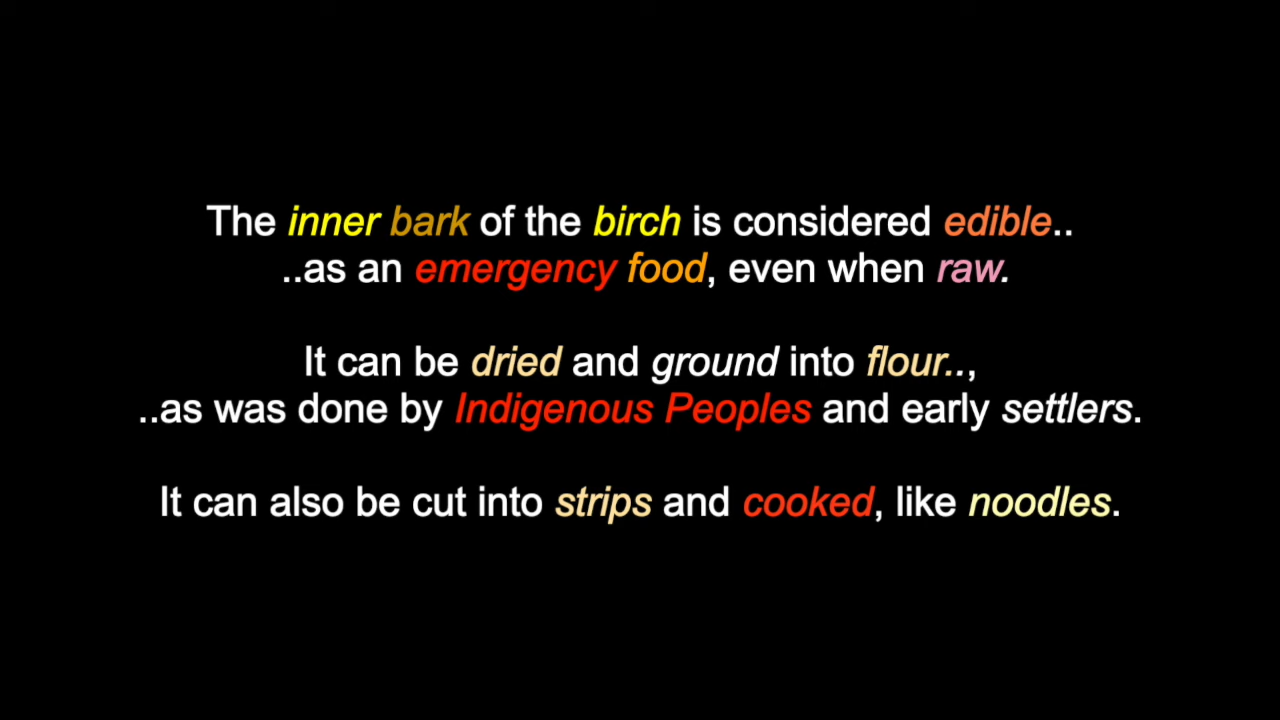 The inner bark of the birch is considered edible..
..as an emergency food, even when raw.
It can be dried and ground into flour..,
..as was done by Indigenous Peoples and early settlers.
It can also be cut into strips and cooked, like noodles.